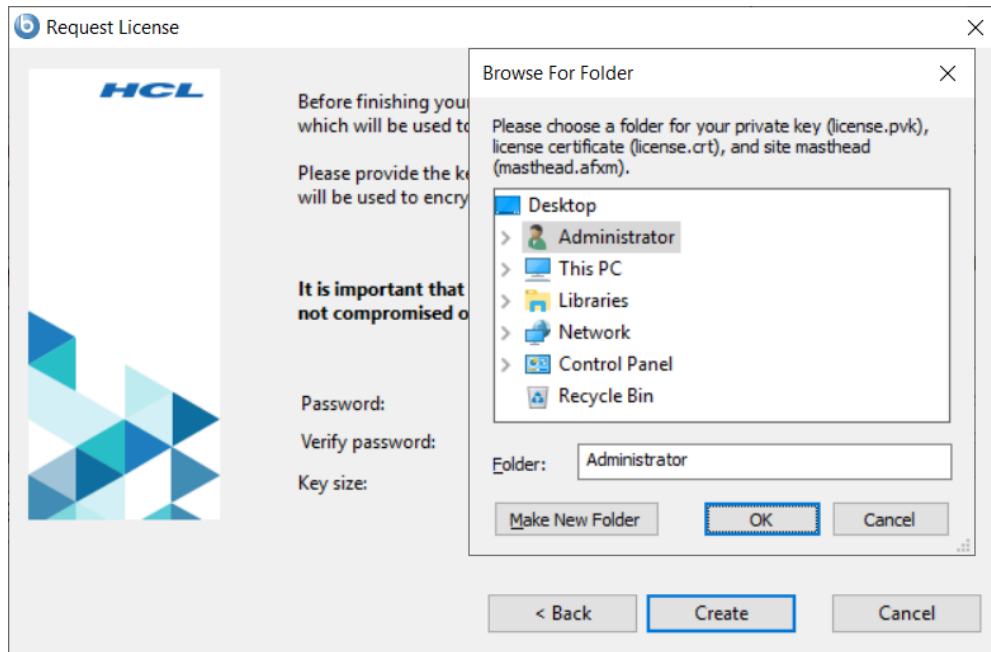 Request License
HCL
Before finishing your
which will be used to
Please provide the ke
will be used to encry
It is important that
not compromised o
Password:
Verify password:
Key size:
< Back
Create
Cancel
Browse For Folder
Please choose a folder for your private key (license.pvk),
license certificate (license.crt), and site masthead
(masthead.afxm).
Desktop
Administrator
This PC
Libraries
Network
Control Panel
Recycle Bin
Folder: Administrator
Make New Folder
OK
Cancel